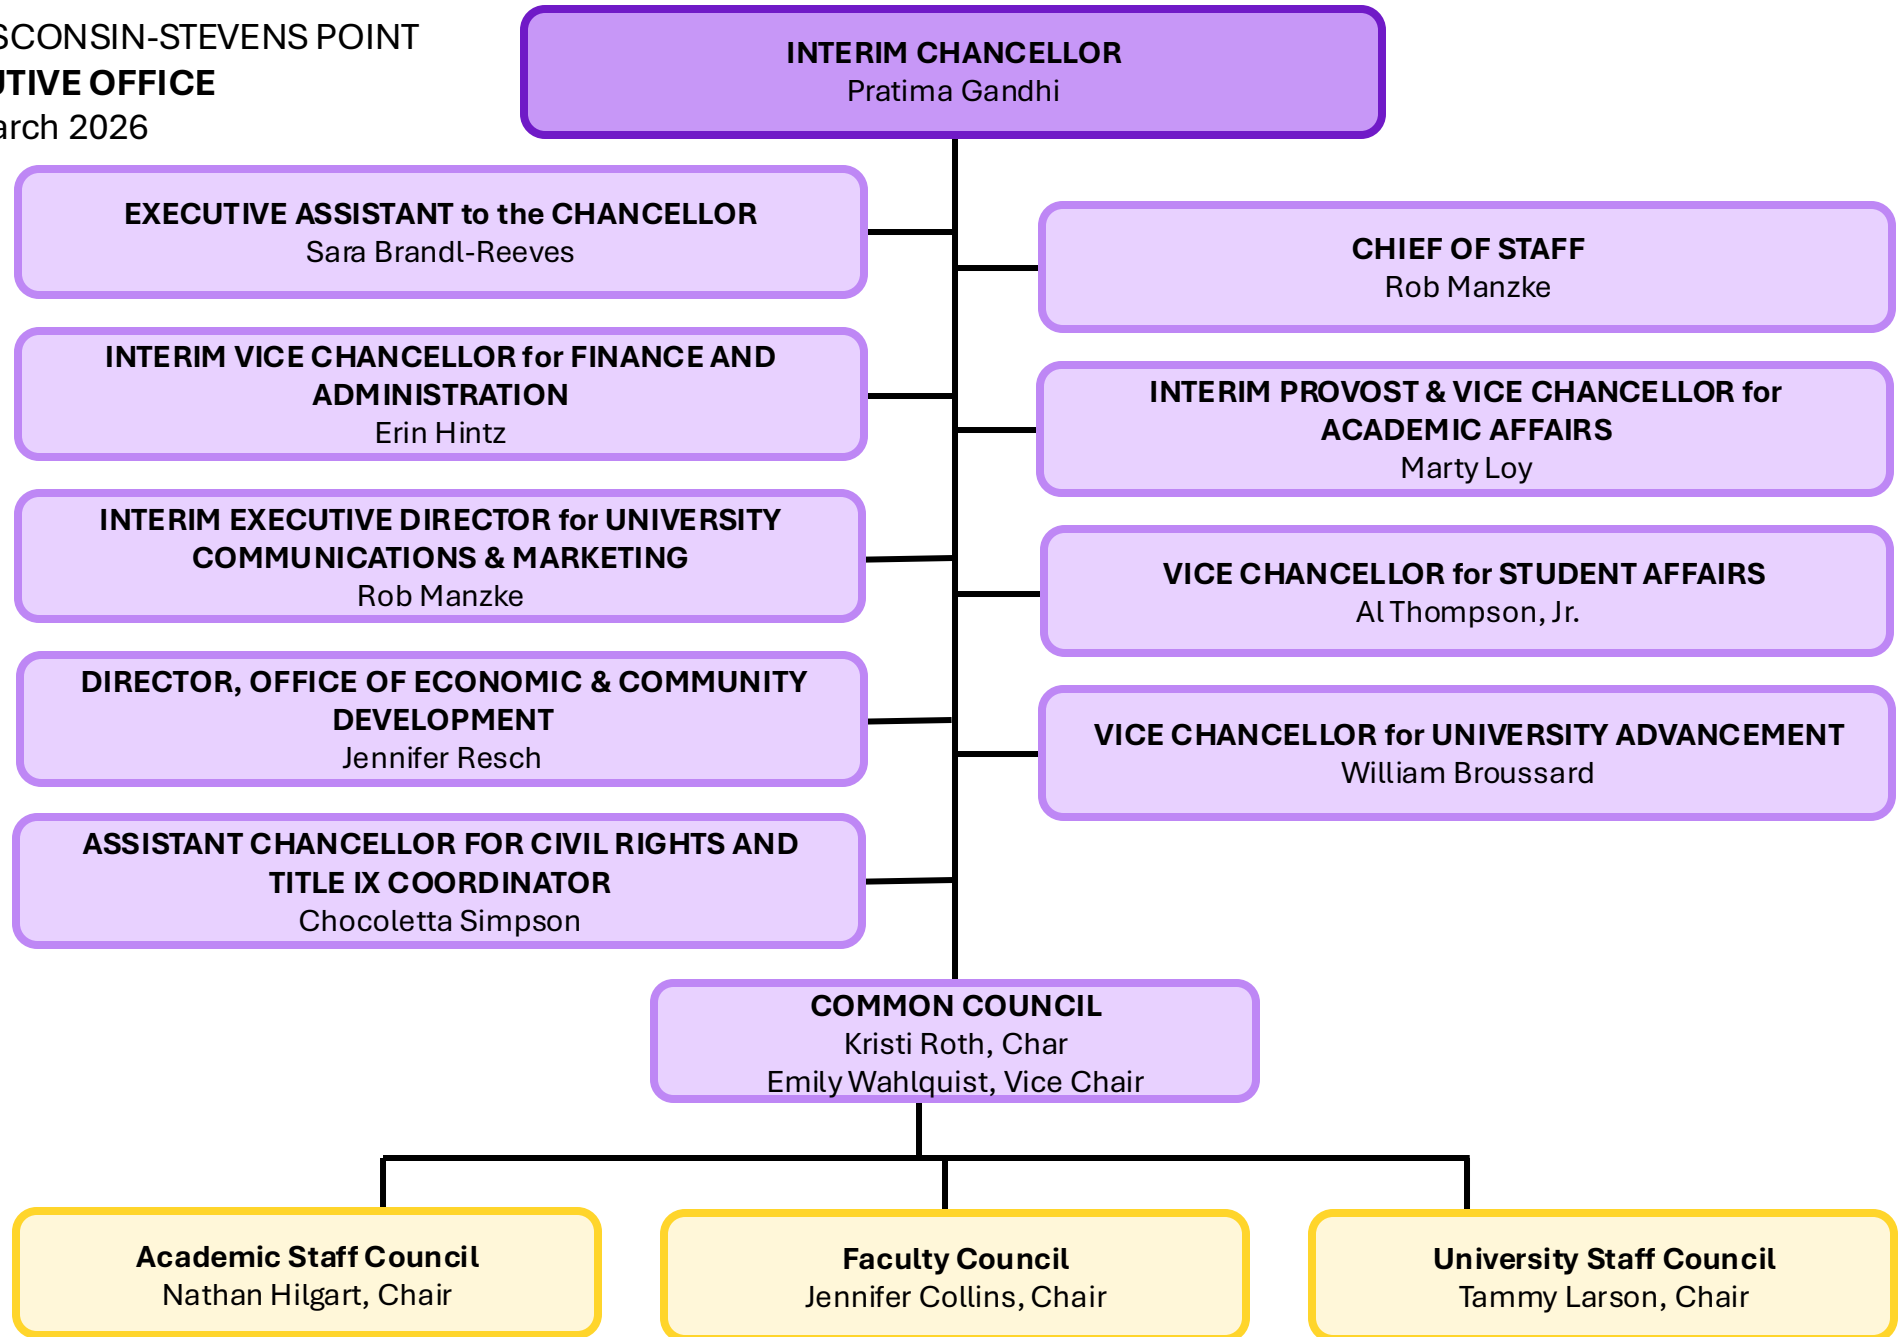 SCONSIN-STEVENS POINT
UTIVE OFFICE
arch 2026
INTERIM CHANCELLOR
Pratima Gandhi
EXECUTIVE ASSISTANT to the CHANCELLOR
Sara Brandl-Reeves
CHIEF OF STAFF
Rob Manzke
INTERIM VICE CHANCELLOR for FINANCE AND
ADMINISTRATION
Erin Hintz
INTERIM PROVOST & VICE CHANCELLOR for
ACADEMIC AFFAIRS
Marty Loy
INTERIM EXECUTIVE DIRECTOR for UNIVERSITY
COMMUNICATIONS & MARKETING
Rob Manzke
VICE CHANCELLOR for STUDENT AFFAIRS
Al Thompson, Jr.
DIRECTOR, OFFICE OF ECONOMIC & COMMUNITY
DEVELOPMENT
Jennifer Resch
VICE CHANCELLOR for UNIVERSITY ADVANCEMENT
William Broussard
ASSISTANT CHANCELLOR FOR CIVIL RIGHTS AND
TITLE IX COORDINATOR
Chocoletta Simpson
COMMON COUNCIL
Kristi Roth, Char
Emily Wahlquist, Vice Chair
Academic Staff Council
Nathan Hilgart, Chair
Faculty Council
Jennifer Collins, Chair
University Staff Council
Tammy Larson, Chair